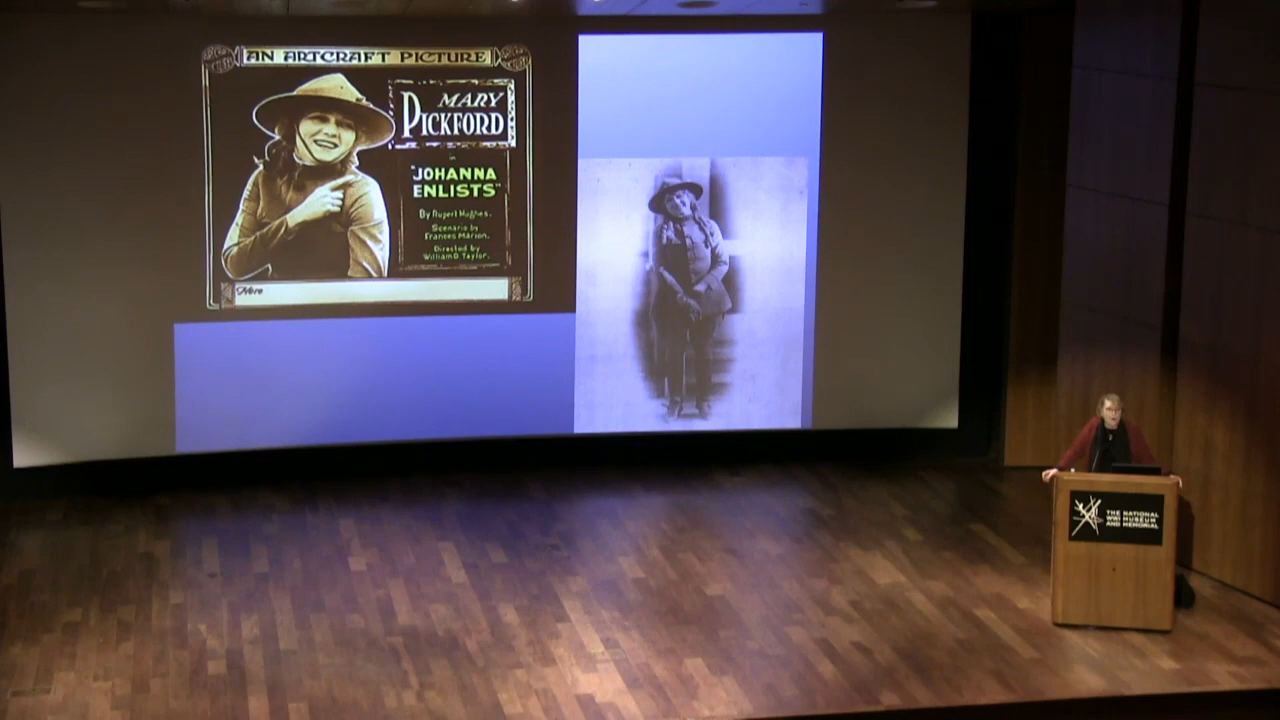 AN ARTCRAFT PICTURE
MARY
PICKFORD
in
"JOHANNA
ENLISTS"
By Rupert Hughes.
Scenario by
Frances Marion.
Directed by
William D. Taylor.
Here
THE NATIONAL
WWI MUSEUM
AND MEMORIAL